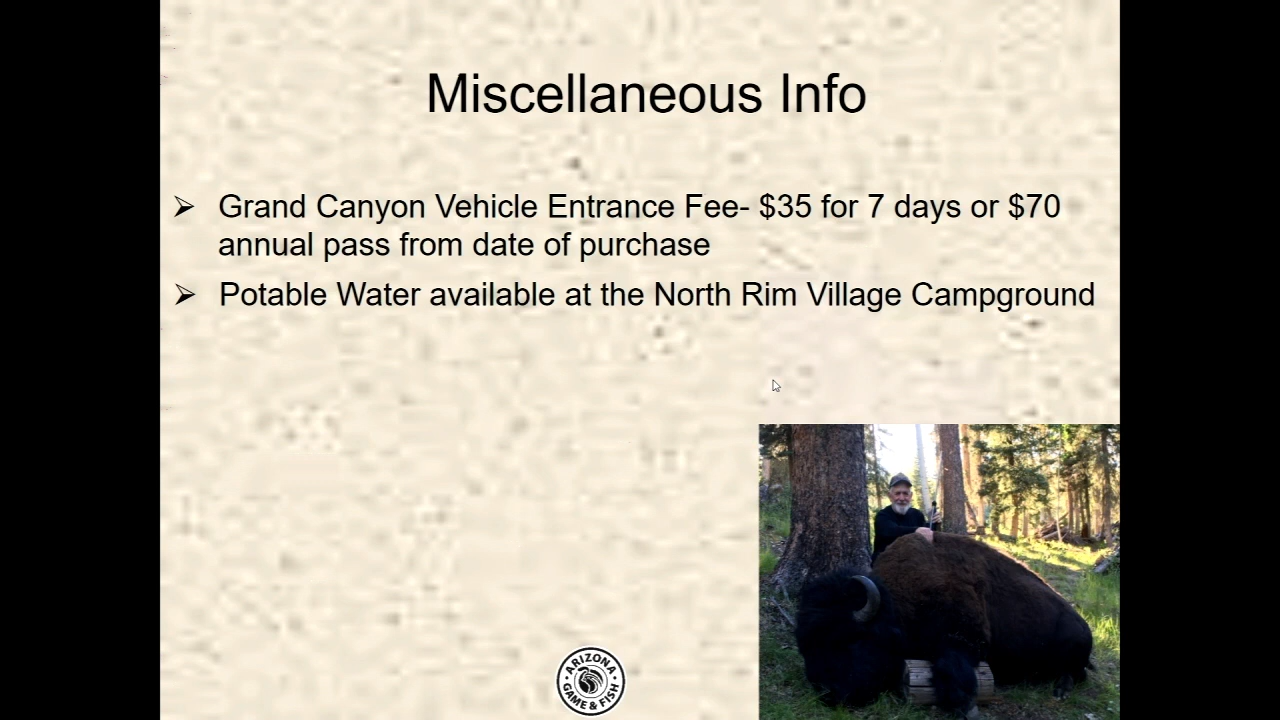 Miscellaneous Info
➢ Grand Canyon Vehicle Entrance Fee- $35 for 7 days or $70
annual pass from date of purchase
➢ Potable Water available at the North Rim Village Campground
ARIZONA
GAME & FISH